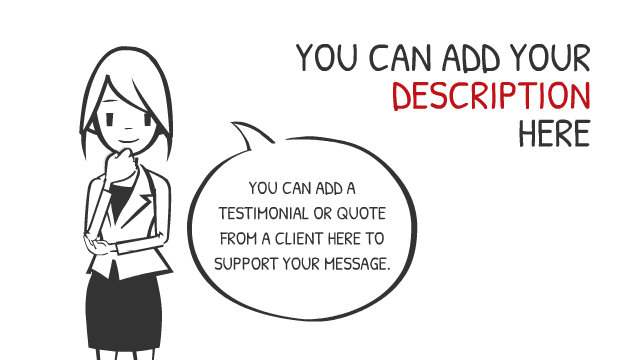 YOU CAN ADD YOUR
DESCRIPTION
HERE
YOU CAN ADD A
TESTIMONIAL OR QUOTE
FROM A CLIENT HERE TO
SUPPORT YOUR MESSAGE.